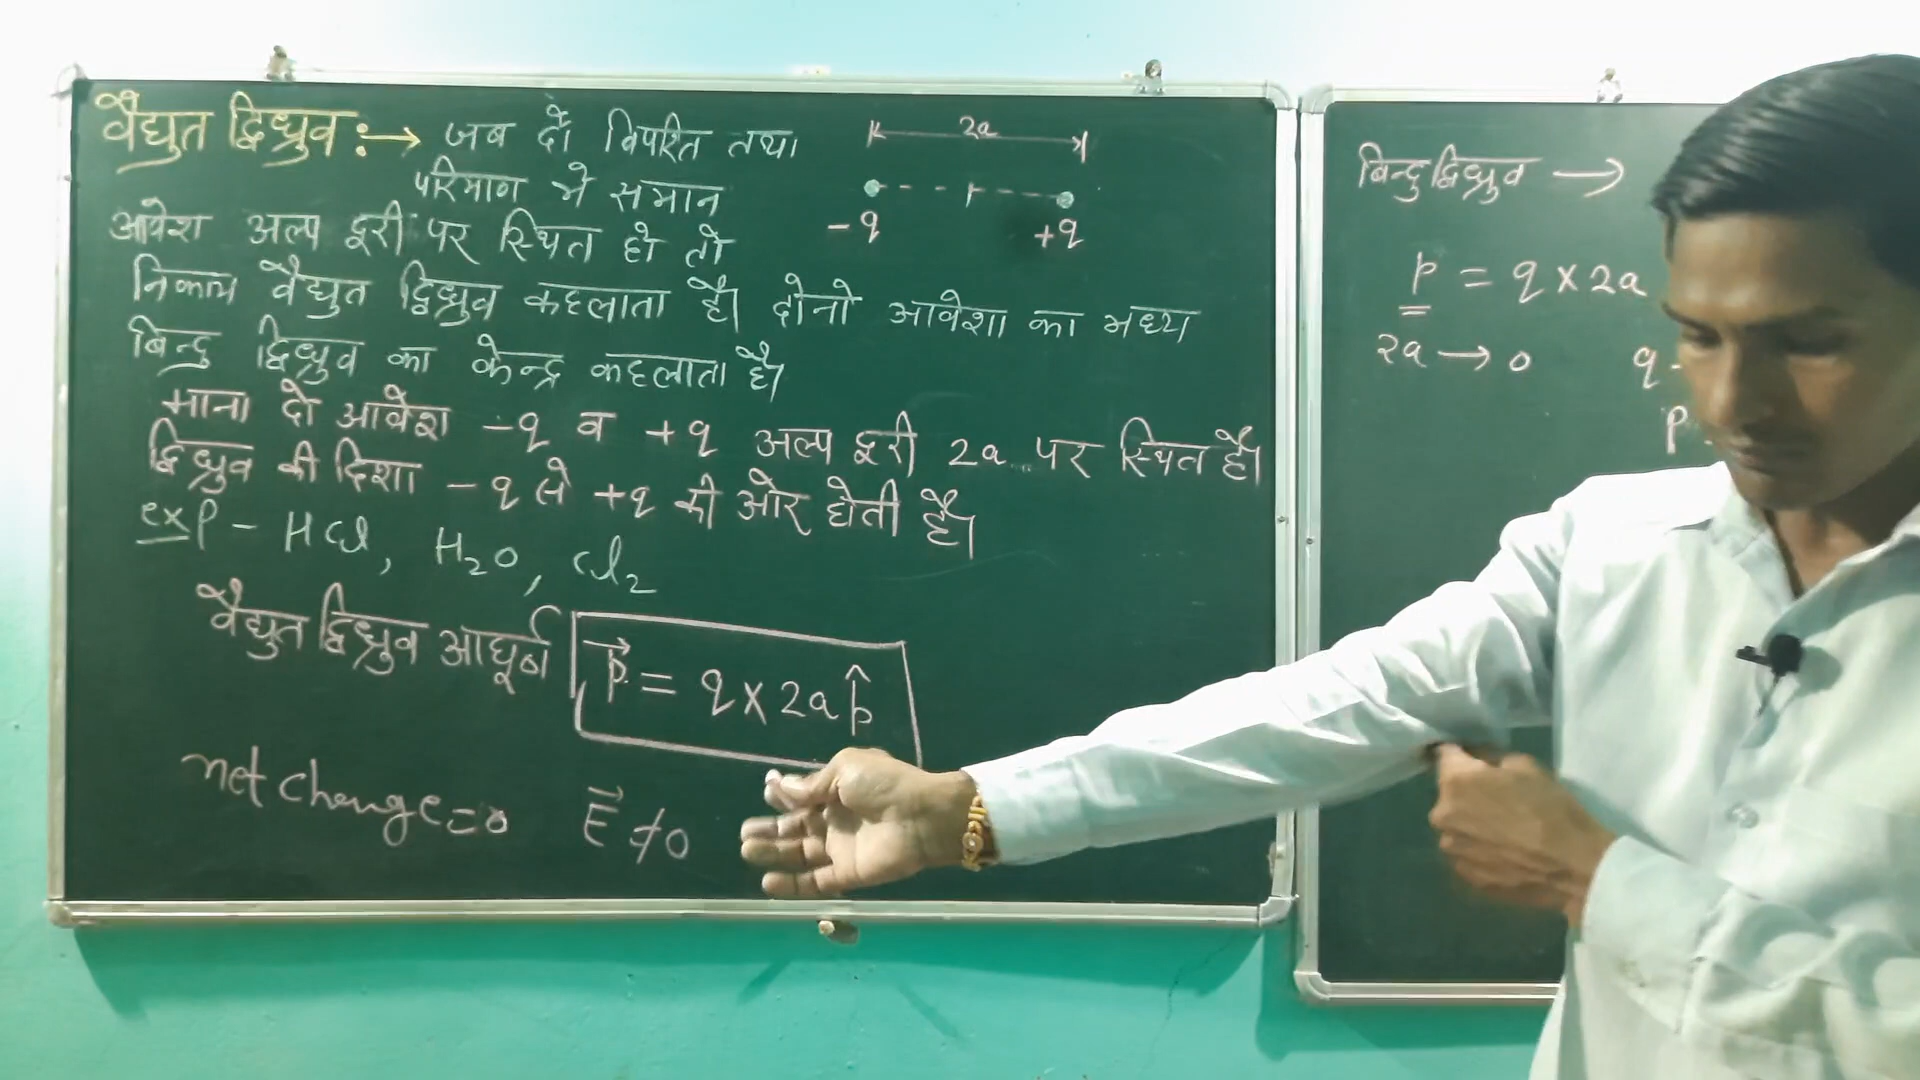 वैद्युत द्विध्रुव :→ जब दो विपरित तथा
परिमाण मे समान
आवेश अल्प दूरी पर स्थित हो तो
निकाय वैद्युत द्विध्रुव कहलाता है। दोनो आवेशो का मध्य
बिन्दु द्विध्रुव का केन्द्र कहलाता है।
माना दो आवेश -q व +q अल्प दूरी 2a पर स्थित है।
द्विध्रुव की दिशा -q से +q की ओर होती है।
exp - HCl, H₂O, Cl₂
वैद्युत द्विध्रुव आघूर्ण p⃗ = q×2a p̂
net charge=0 E⃗ ≠0
2a
-q +q
बिन्दु द्विध्रुव →
p = q×2a
2a → 0 q
p